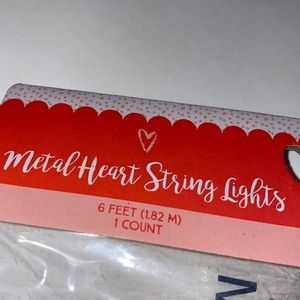 Metal Heart String Lights
6 FEET (1.82 M)
1 COUNT